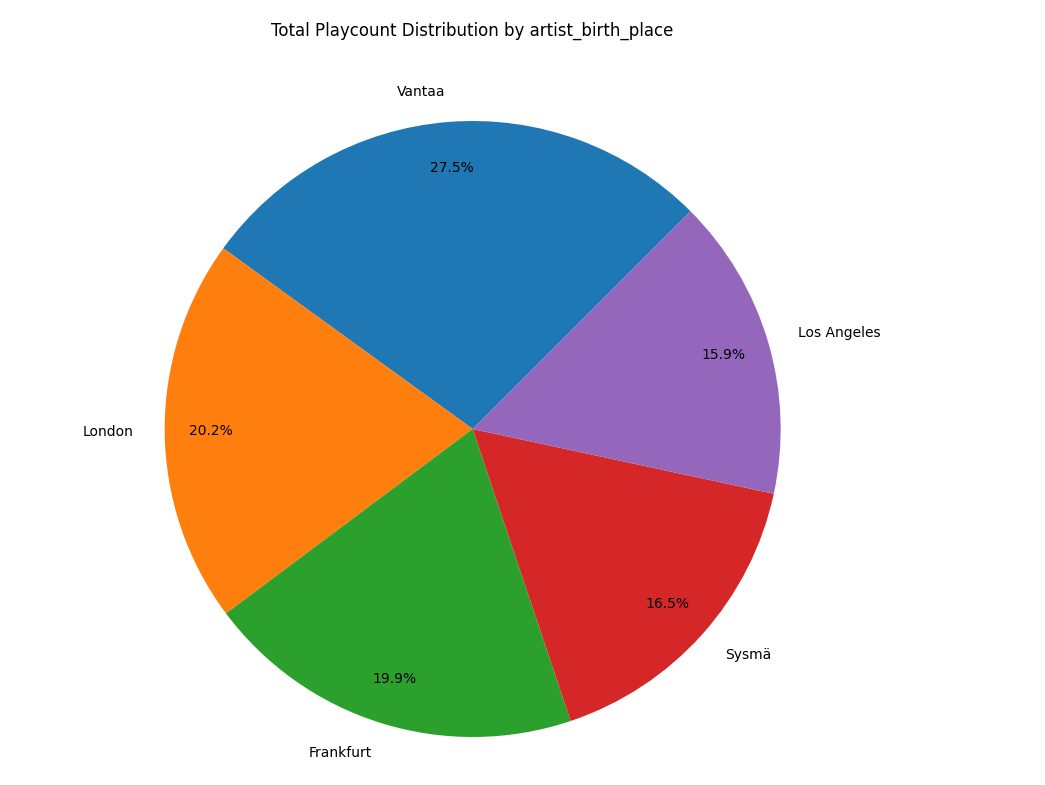 Total Playcount Distribution by artist_birth_place
Vantaa
27.5%
Los Angeles
15.9%
London
20.2%
16.5%
Sysmä
19.9%
Frankfurt